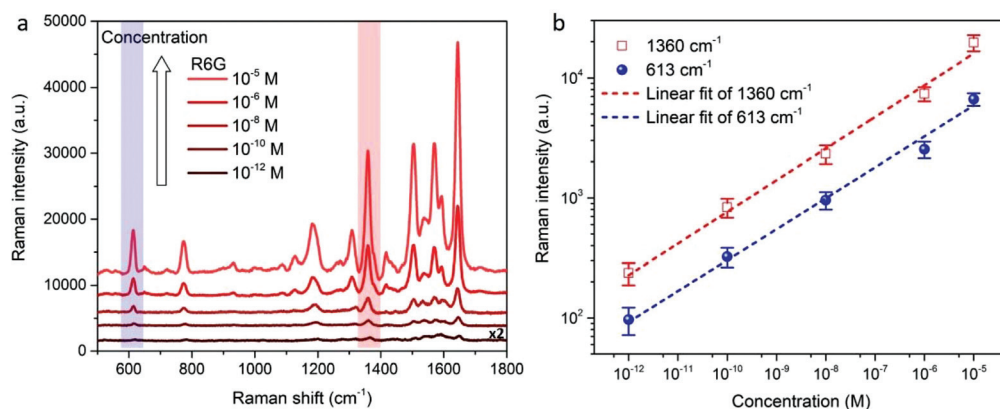 a
50000
40000
30000
20000
10000
0
Raman intensity (a.u.)
Concentration
R6G
10⁻⁵ M
10⁻⁶ M
10⁻⁸ M
10⁻¹⁰ M
10⁻¹² M
x2
600 800 1000 1200 1400 1600 1800
Raman shift (cm⁻¹)
b
1360 cm⁻¹
613 cm⁻¹
Linear fit of 1360 cm⁻¹
Linear fit of 613 cm⁻¹
10⁴
10³
10²
Raman intensity (a.u.)
10⁻¹² 10⁻¹¹ 10⁻¹⁰ 10⁻⁹ 10⁻⁸ 10⁻⁷ 10⁻⁶ 10⁻⁵
Concentration (M)